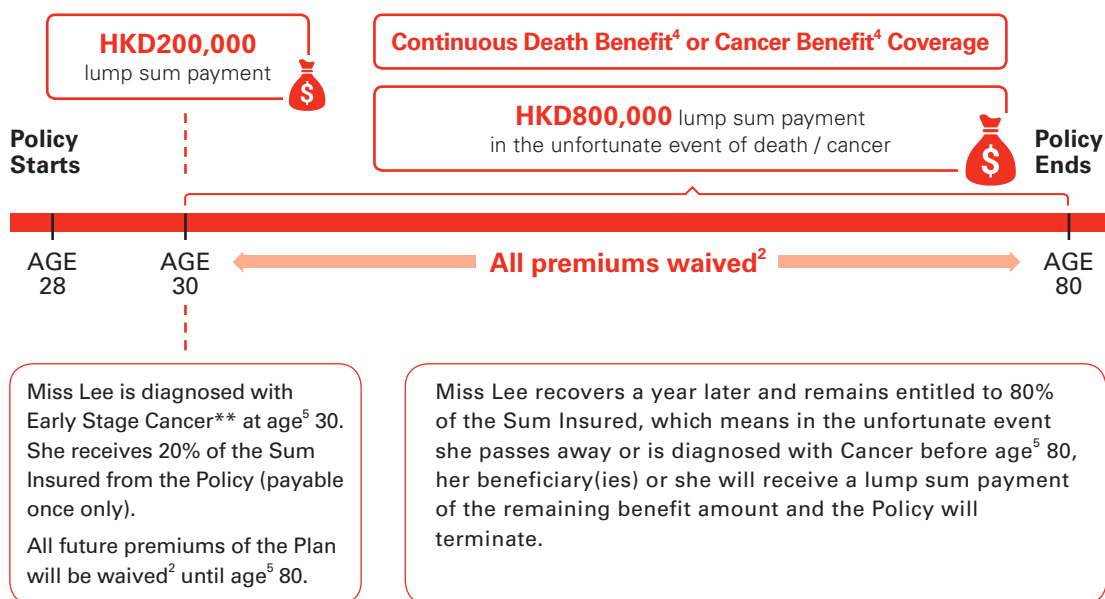 HKD200,000
lump sum payment
Continuous Death Benefit⁴ or Cancer Benefit⁴ Coverage
HKD800,000 lump sum payment
in the unfortunate event of death / cancer
Policy
Starts
Policy
Ends
AGE
28
AGE
30
All premiums waived²
AGE
80
Miss Lee is diagnosed with
Early Stage Cancer** at age⁵ 30.
She receives 20% of the Sum
Insured from the Policy (payable
once only).
All future premiums of the Plan
will be waived² until age⁵ 80.
Miss Lee recovers a year later and remains entitled to 80%
of the Sum Insured, which means in the unfortunate event
she passes away or is diagnosed with Cancer before age⁵ 80,
her beneficiary(ies) or she will receive a lump sum payment
of the remaining benefit amount and the Policy will
terminate.